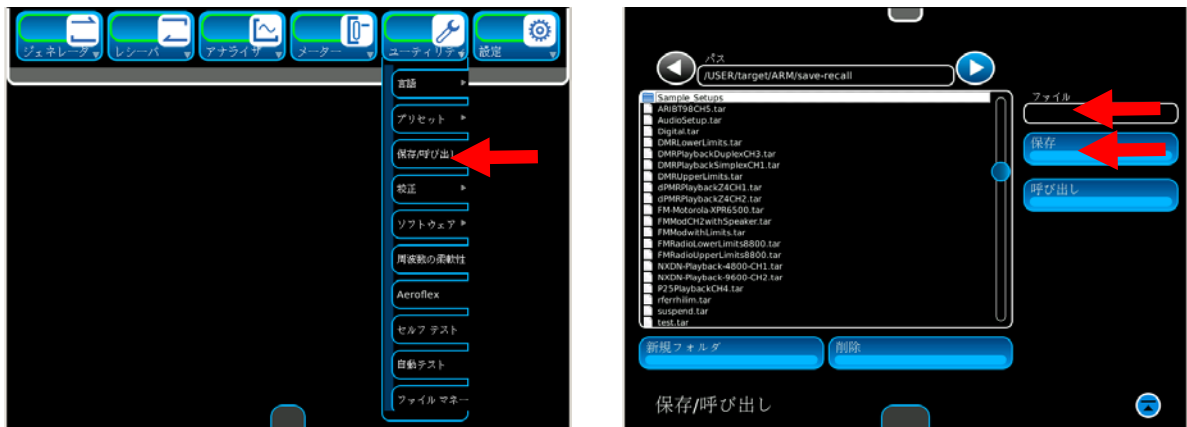 ジェネレータ
レシーバ
アナライザ
メーター
ユーティリティ
設定
言語
プリセット
保存/呼び出し
校正
ソフトウェア
周波数の柔軟性
Aeroflex
セルフ テスト
自動テスト
ファイル マネー
パス
/USER/target/ARM/save-recall
Sample_Setups
ARIBT98CH5.tar
AudioSetup.tar
Digital.tar
DMRLowerLimits.tar
DMRPlaybackDuplexCH3.tar
DMRPlaybackSimplexCH1.tar
DMRUpperLimits.tar
dPMRPlaybackZ4CH1.tar
dPMRPlaybackZ4CH2.tar
FM-Motorola-XPR6500.tar
FMModCH2withSpeaker.tar
FMModwithLimits.tar
FMRadioLowerLimits8800.tar
FMRadioUpperLimits8800.tar
NXDN-Playback-4800-CH1.tar
NXDN-Playback-9600-CH2.tar
P25PlaybackCH4.tar
rferrhilim.tar
suspend.tar
test.tar
ファイル
保存
呼び出し
新規フォルダ
削除
保存/呼び出し